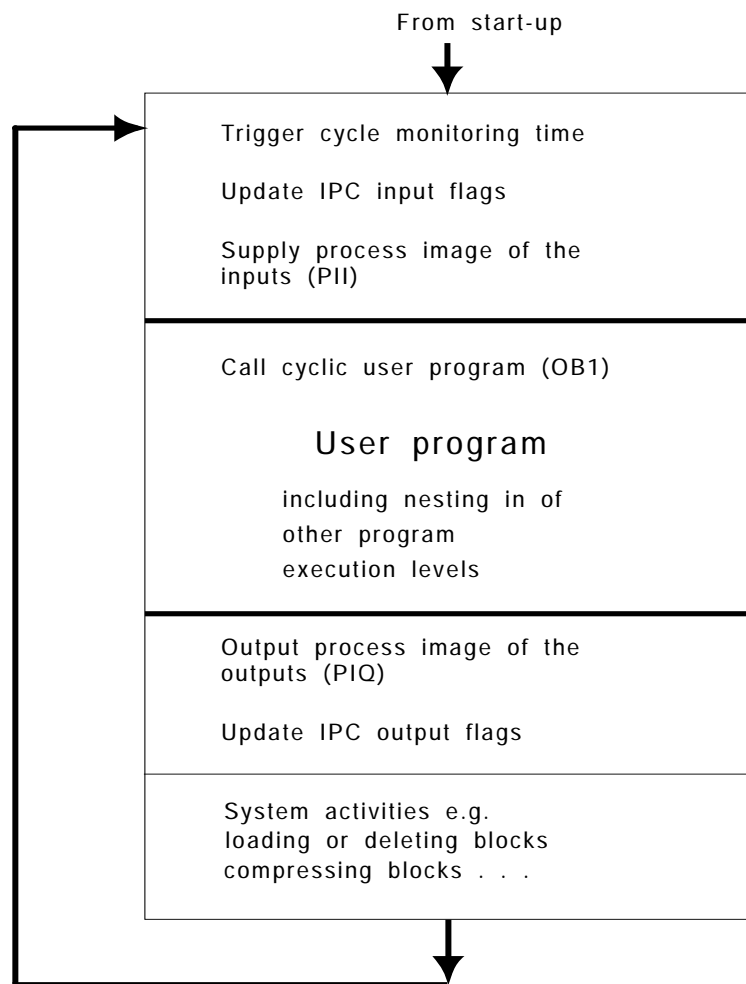 From start-up
Trigger cycle monitoring time
Update IPC input flags
Supply process image of the
inputs (PII)
Call cyclic user program (OB1)
User program
including nesting in of
other program
execution levels
Output process image of the
outputs (PIQ)
Update IPC output flags
System activities e.g.
loading or deleting blocks
compressing blocks . . .